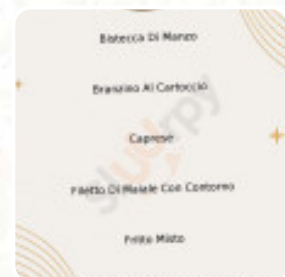 Bistecca Di Manzo
Branzino Al Cartoccio
Caprese
Filetto Di Maiale Con Contorno
Fritto Misto